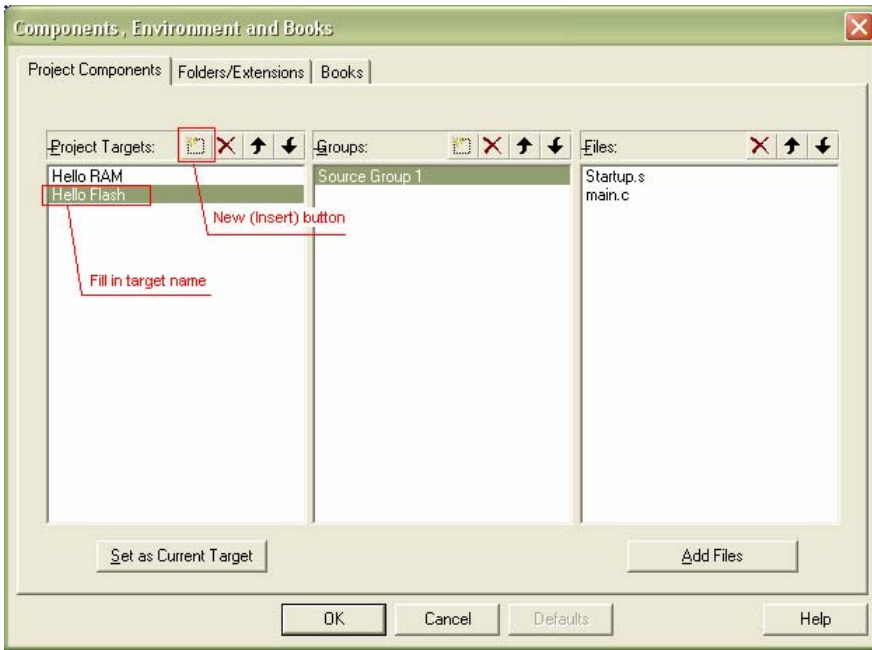 Components, Environment and Books
Project Components Folders/Extensions Books
Project Targets: Groups: Files:
Hello RAM Source Group 1 Startup.s
Hello Flash main.c
New (Insert) button
Fill in target name
Set as Current Target Add Files
OK Cancel Defaults Help